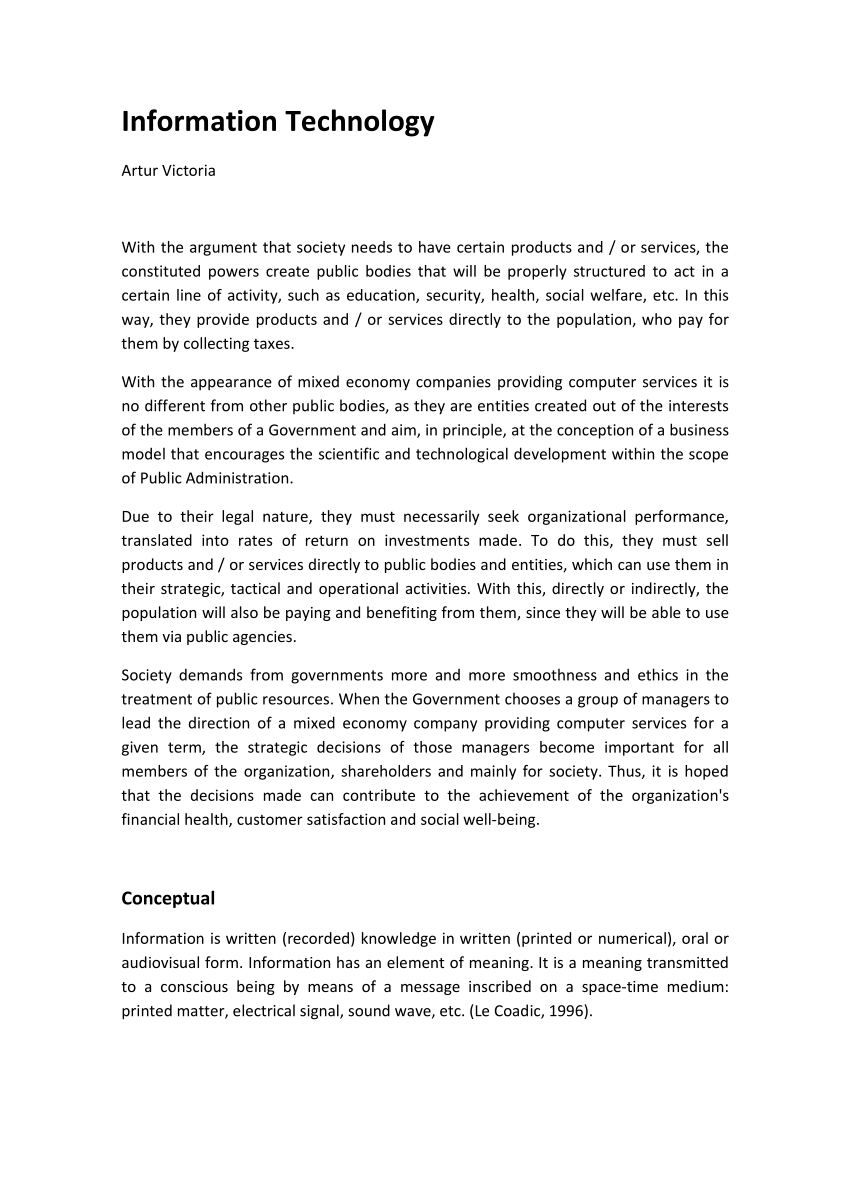 Information Technology
Artur Victoria
With the argument that society needs to have certain products and / or services, the
constituted powers create public bodies that will be properly structured to act in a
certain line of activity, such as education, security, health, social welfare, etc. In this
way, they provide products and / or services directly to the population, who pay for
them by collecting taxes.
With the appearance of mixed economy companies providing computer services it is
no different from other public bodies, as they are entities created out of the interests
of the members of a Government and aim, in principle, at the conception of a business
model that encourages the scientific and technological development within the scope
of Public Administration.
Due to their legal nature, they must necessarily seek organizational performance,
translated into rates of return on investments made. To do this, they must sell
products and / or services directly to public bodies and entities, which can use them in
their strategic, tactical and operational activities. With this, directly or indirectly, the
population will also be paying and benefiting from them, since they will be able to use
them via public agencies.
Society demands from governments more and more smoothness and ethics in the
treatment of public resources. When the Government chooses a group of managers to
lead the direction of a mixed economy company providing computer services for a
given term, the strategic decisions of those managers become important for all
members of the organization, shareholders and mainly for society. Thus, it is hoped
that the decisions made can contribute to the achievement of the organization's
financial health, customer satisfaction and social well-being.
Conceptual
Information is written (recorded) knowledge in written (printed or numerical), oral or
audiovisual form. Information has an element of meaning. It is a meaning transmitted
to a conscious being by means of a message inscribed on a space-time medium:
printed matter, electrical signal, sound wave, etc. (Le Coadic, 1996).